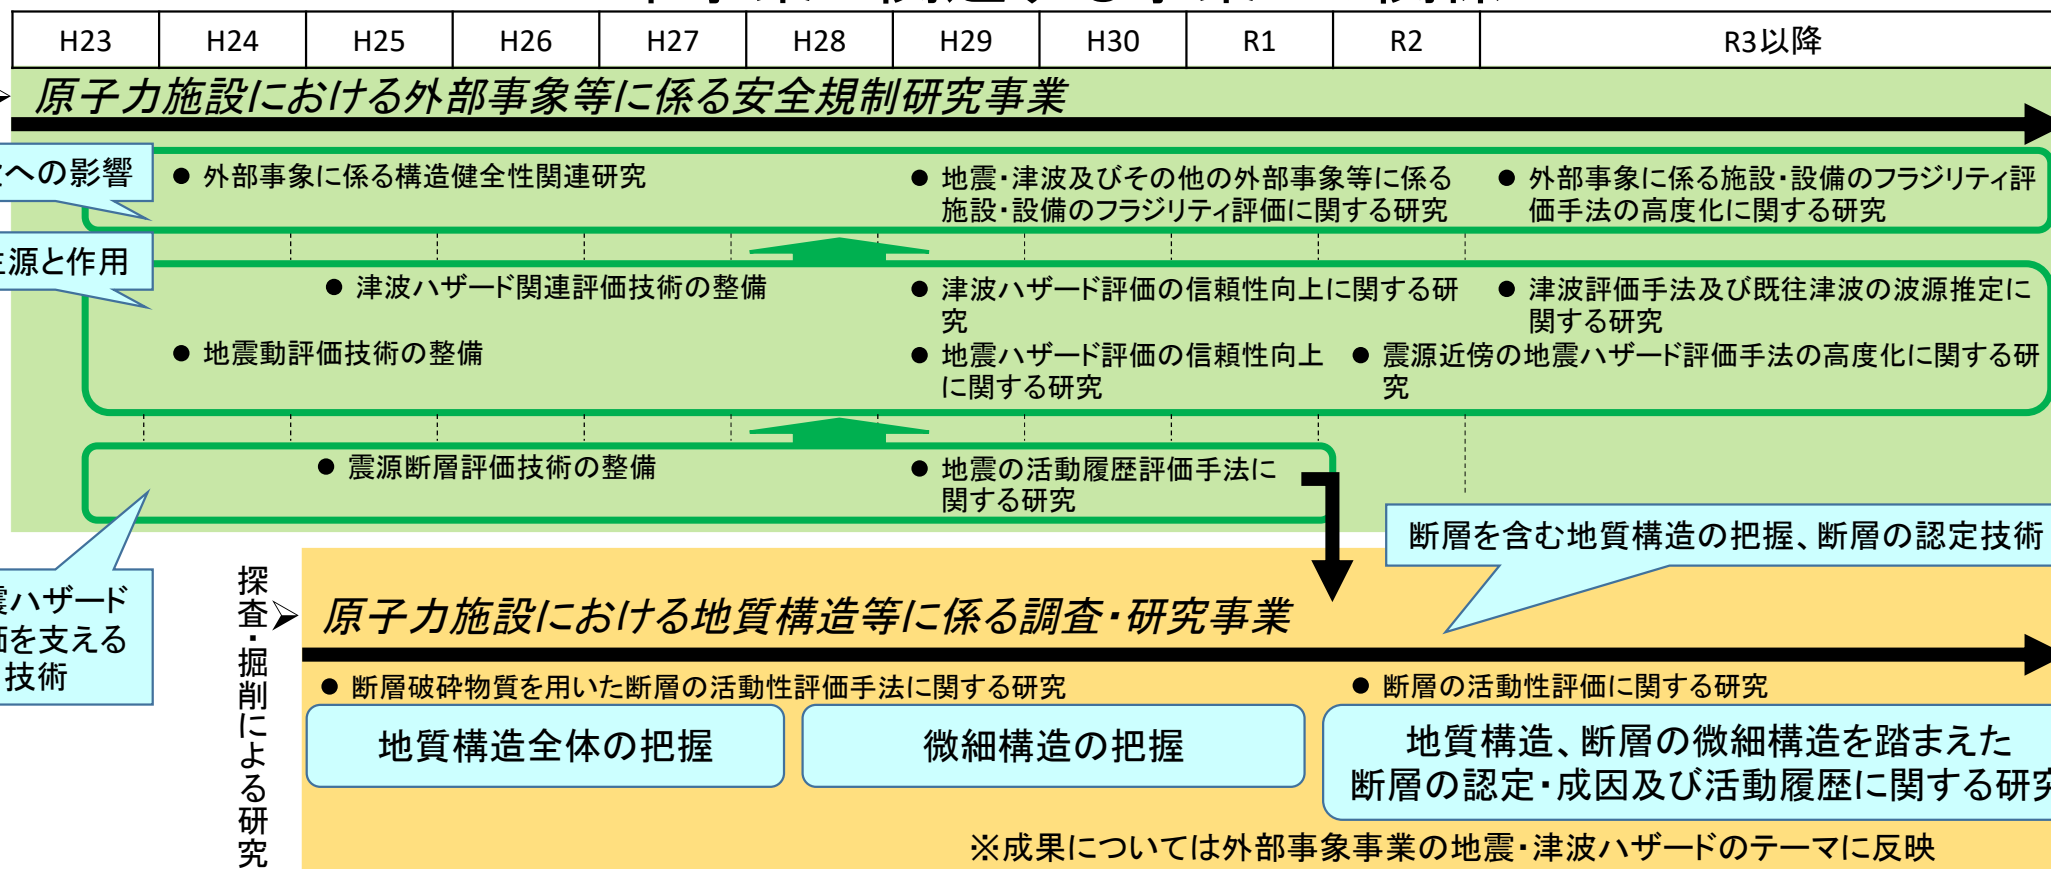 H23 H24 H25 H26 H27 H28 H29 H30 R1 R2 R3以降
原子力施設における外部事象等に係る安全規制研究事業
への影響
● 外部事象に係る構造健全性関連研究
● 地震・津波及びその他の外部事象等に係る
施設・設備のフラジリティ評価に関する研究
● 外部事象に係る施設・設備のフラジリティ評
価手法の高度化に関する研究
源と作用
● 津波ハザード関連評価技術の整備
● 津波ハザード評価の信頼性向上に関する研
究
● 津波評価手法及び既往津波の波源推定に
関する研究
● 地震動評価技術の整備
● 地震ハザード評価の信頼性向上
に関する研究
● 震源近傍の地震ハザード評価手法の高度化に関する研
究
● 震源断層評価技術の整備
● 地震の活動履歴評価手法に
関する研究
ハザード
価を支える
技術
断層を含む地質構造の把握、断層の認定技術
探査・掘削による研究
原子力施設における地質構造等に係る調査・研究事業
● 断層破砕物質を用いた断層の活動性評価手法に関する研究
● 断層の活動性評価に関する研究
地質構造全体の把握
微細構造の把握
地質構造、断層の微細構造を踏まえた
断層の認定・成因及び活動履歴に関する研究
※成果については外部事象事業の地震・津波ハザードのテーマに反映